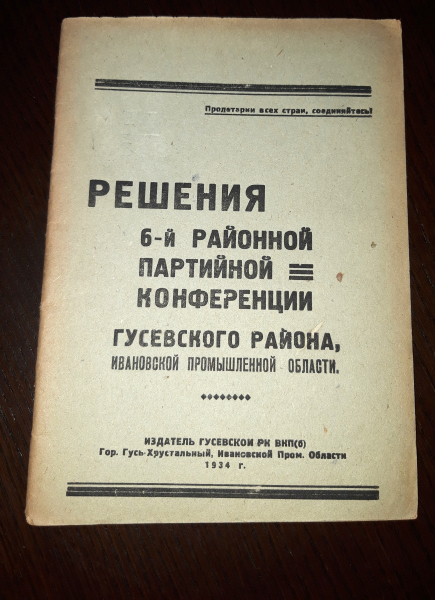 Пролетарии всех стран, соединяйтесь!
РЕШЕНИЯ
6-й РАЙОННОЙ
ПАРТИЙНОЙ
КОНФЕРЕНЦИИ
ГУСЕВСКОГО РАЙОНА,
ИВАНОВСКОЙ ПРОМЫШЛЕННОЙ ОБЛАСТИ.
ИЗДАТЕЛЬ ГУСЕВСКОЙ РК ВКП(б)
Гор. Гусь-Хрустальный, Ивановской Пром. Области
1934 г.